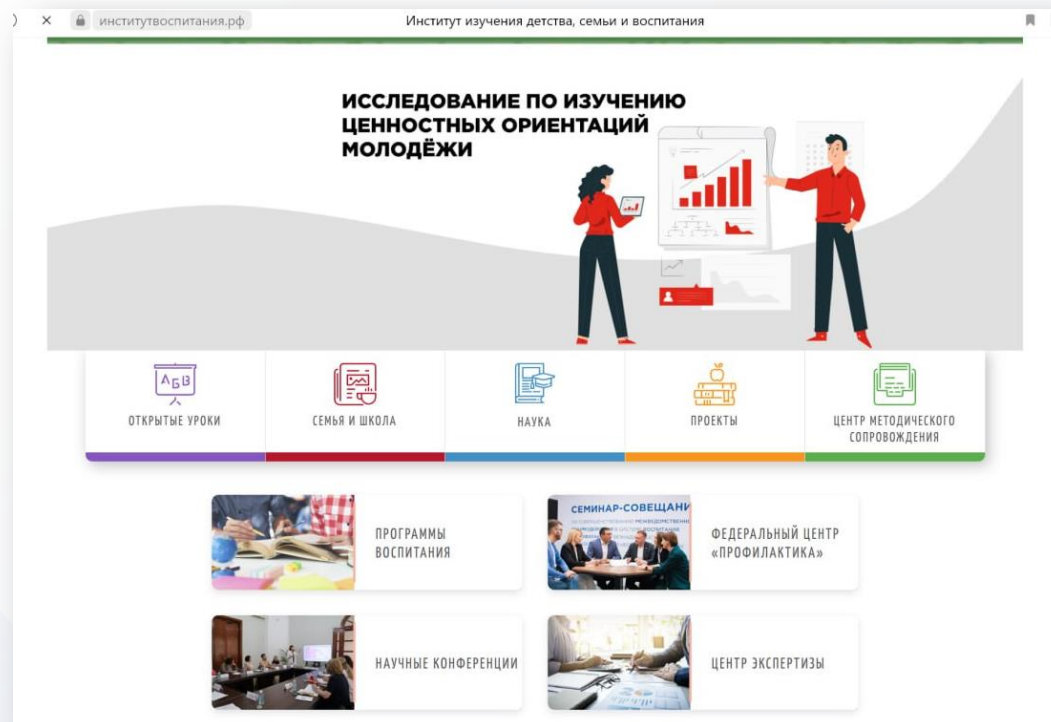 институтвоспитания.рф
Институт изучения детства, семьи и воспитания
ИССЛЕДОВАНИЕ ПО ИЗУЧЕНИЮ
ЦЕННОСТНЫХ ОРИЕНТАЦИЙ
МОЛОДЁЖИ
АБВ
ОТКРЫТЫЕ УРОКИ
СЕМЬЯ И ШКОЛА
НАУКА
ПРОЕКТЫ
ЦЕНТР МЕТОДИЧЕСКОГО
СОПРОВОЖДЕНИЯ
ПРОГРАММЫ
ВОСПИТАНИЯ
СЕМИНАР-СОВЕЩАНИ
ФЕДЕРАЛЬНЫЙ ЦЕНТР
«ПРОФИЛАКТИКА»
НАУЧНЫЕ КОНФЕРЕНЦИИ
ЦЕНТР ЭКСПЕРТИЗЫ